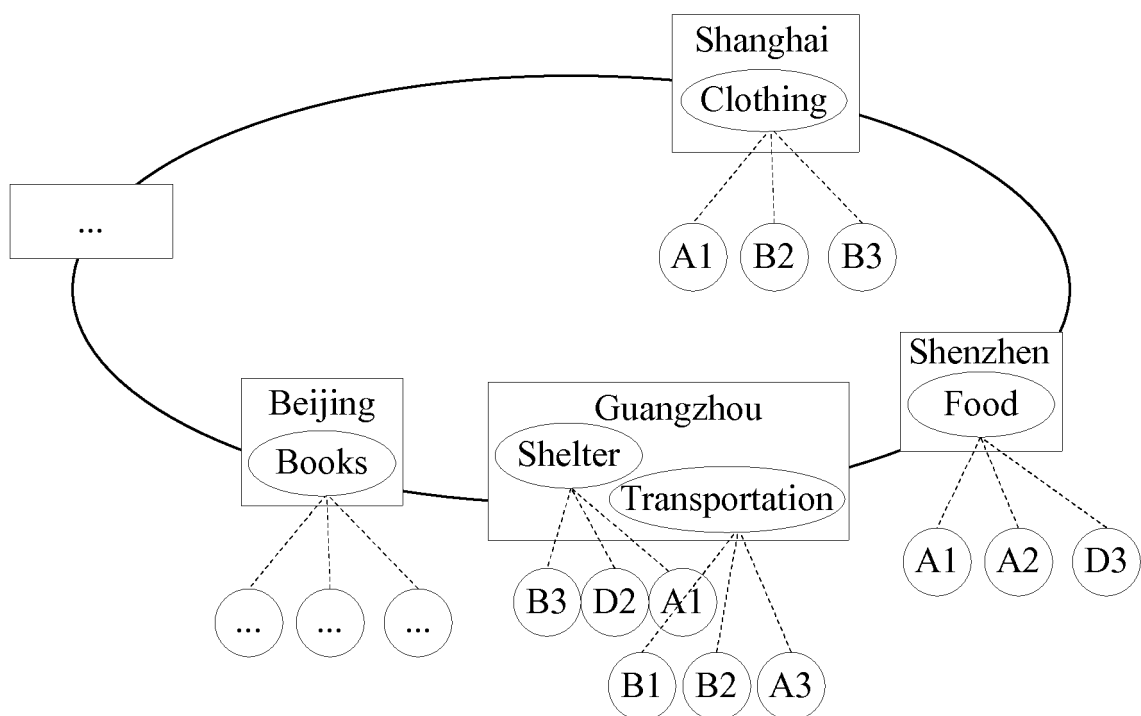 Shanghai
Clothing
A1 B2 B3
...
Shenzhen
Food
A1 A2 D3
Guangzhou
Shelter
Transportation
B3 D2 A1
B1 B2 A3
Beijing
Books
... ... ...